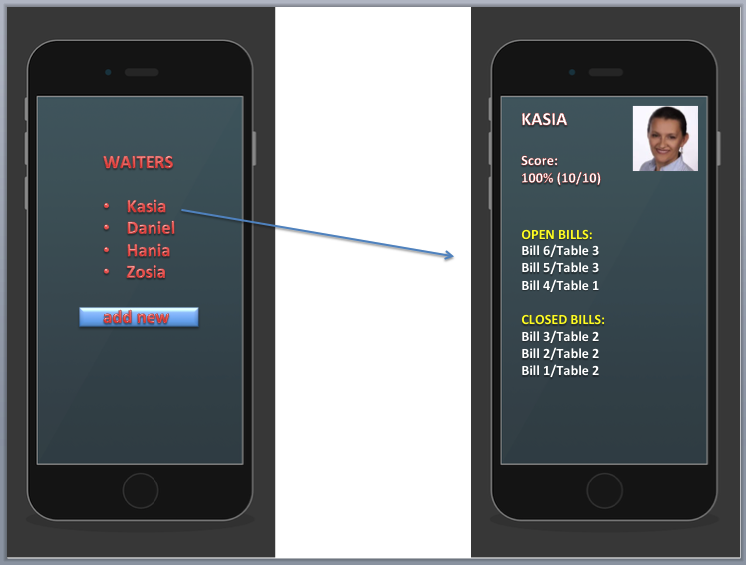 WAITERS
• Kasia
• Daniel
• Hania
• Zosia
add new
KASIA
Score:
100% (10/10)
OPEN BILLS:
Bill 6/Table 3
Bill 5/Table 3
Bill 4/Table 1
CLOSED BILLS:
Bill 3/Table 2
Bill 2/Table 2
Bill 1/Table 2